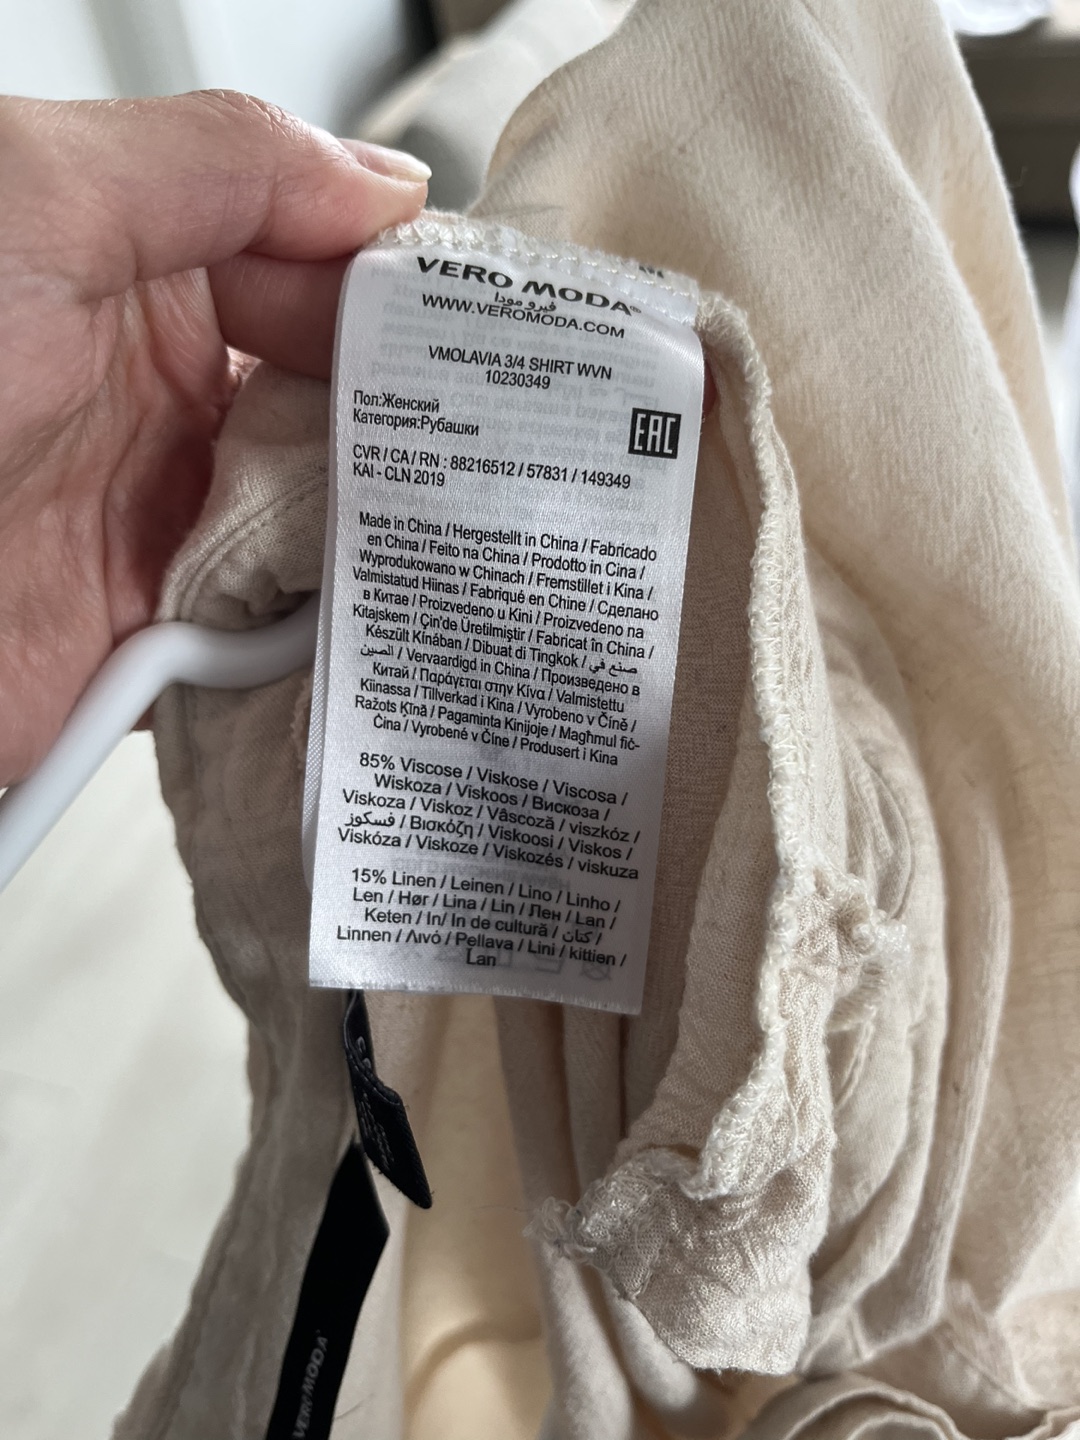 VERO MODA®
فيرو مودا
WWW.VEROMODA.COM
VMOLAVIA 3/4 SHIRT WVN
10230349
Пол:Женский
Категория:Рубашки
EAC
CVR / CA / RN : 88216512 / 57831 / 149349
KAI - CLN 2019
Made in China / Hergestellt in China / Fabricado
en China / Feito na China / Prodotto in Cina /
Wyprodukowano w Chinach / Fremstillet i Kina /
Valmistatud Hiinas / Fabriqué en Chine / Сделано
в Китае / Proizvedeno u Kini / Proizvedeno na
Kitajskem / Çin'de Üretilmiştir / Fabricat în China /
Készült Kínában / Dibuat di Tingkok / صنع في
الصين / Vervaardigd in China / Произведено в
Китай / Παράγεται στην Κίνα / Valmistettu
Kiinassa / Tillverkad i Kina / Vyrobeno v Číně /
Ražots Ķīnā / Pagaminta Kinijoje / Magħmul fiċ-
Ċina / Vyrobené v Číne / Produsert i Kina
85% Viscose / Viskose / Viscosa /
Wiskoza / Viskoos / Вискоза /
Viskoza / Viskoz / Vâscoză / viszkóz /
فسكوز / Βισκόζη / Viskoosi / Viskos /
Viskóza / Viskoze / Viskozės / viskuza
15% Linen / Leinen / Lino / Linho /
Len / Hør / Lina / Lin / Лен / Lan /
Keten / In/ In de cultură / كتان /
Linnen / Λινό / Pellava / Lini / kittien /
Lan
VERO MODA